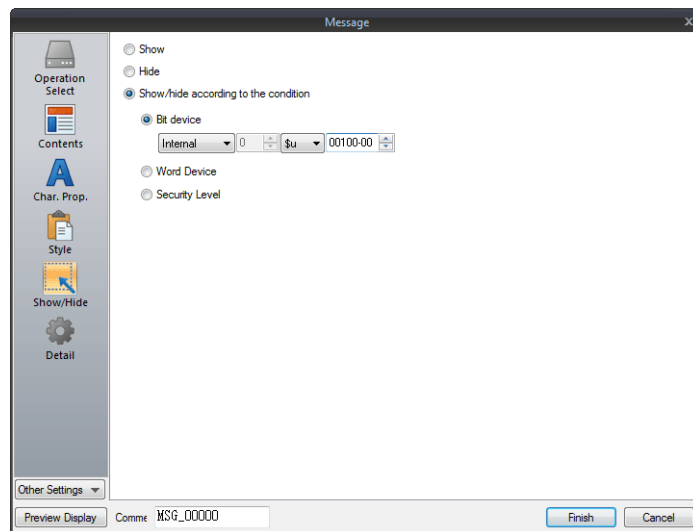 Message
X
Operation
Select
Contents
A
Char. Prop.
Style
Show/Hide
Detail
Other Settings
Preview Display
Show
Hide
Show/hide according to the condition
Bit device
Internal 0 $u 00100-00
Word Device
Security Level
Comme MSG_00000
Finish Cancel